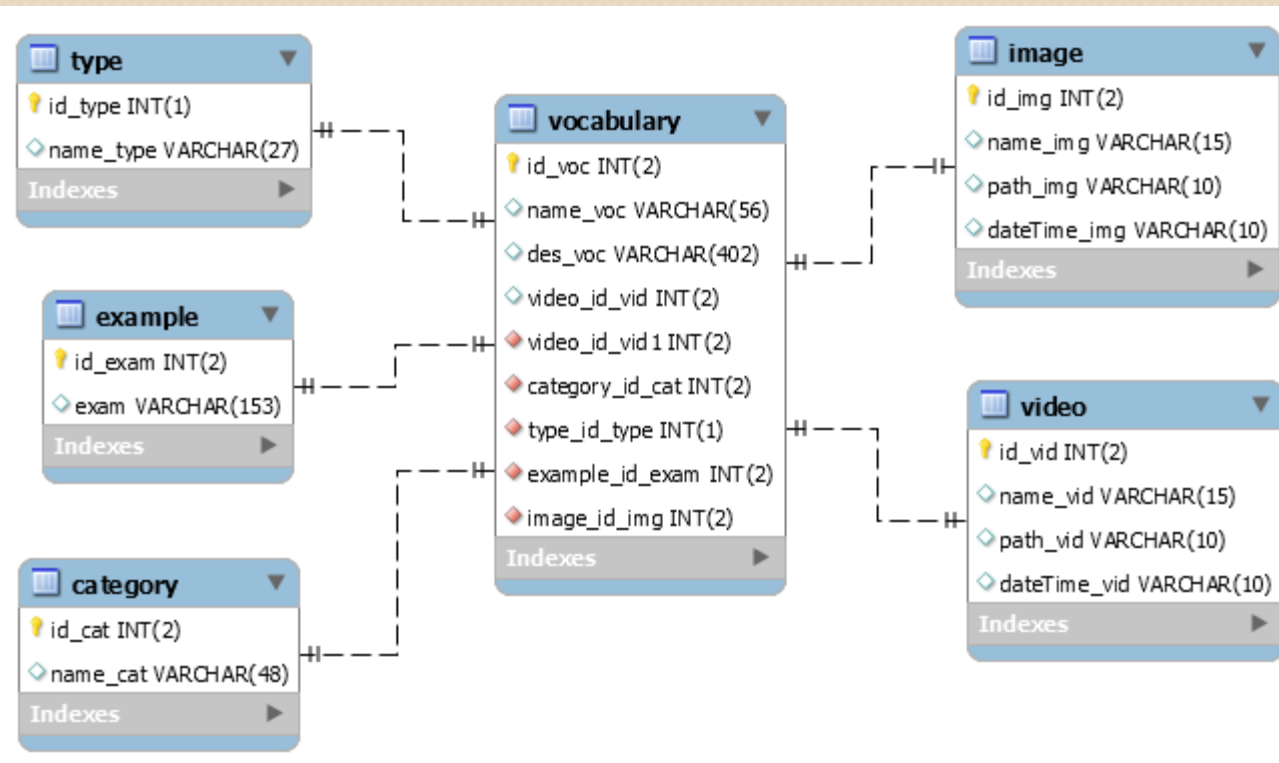 type
id_type INT(1)
name_type VARCHAR(27)
Indexes
example
id_exam INT(2)
exam VARCHAR(153)
Indexes
category
id_cat INT(2)
name_cat VARCHAR(48)
Indexes
vocabulary
id_voc INT(2)
name_voc VARCHAR(56)
des_voc VARCHAR(402)
video_id_vid INT(2)
video_id_vid1 INT(2)
category_id_cat INT(2)
type_id_type INT(1)
example_id_exam INT(2)
image_id_img INT(2)
Indexes
image
id_img INT(2)
name_img VARCHAR(15)
path_img VARCHAR(10)
dateTime_img VARCHAR(10)
Indexes
video
id_vid INT(2)
name_vid VARCHAR(15)
path_vid VARCHAR(10)
dateTime_vid VARCHAR(10)
Indexes